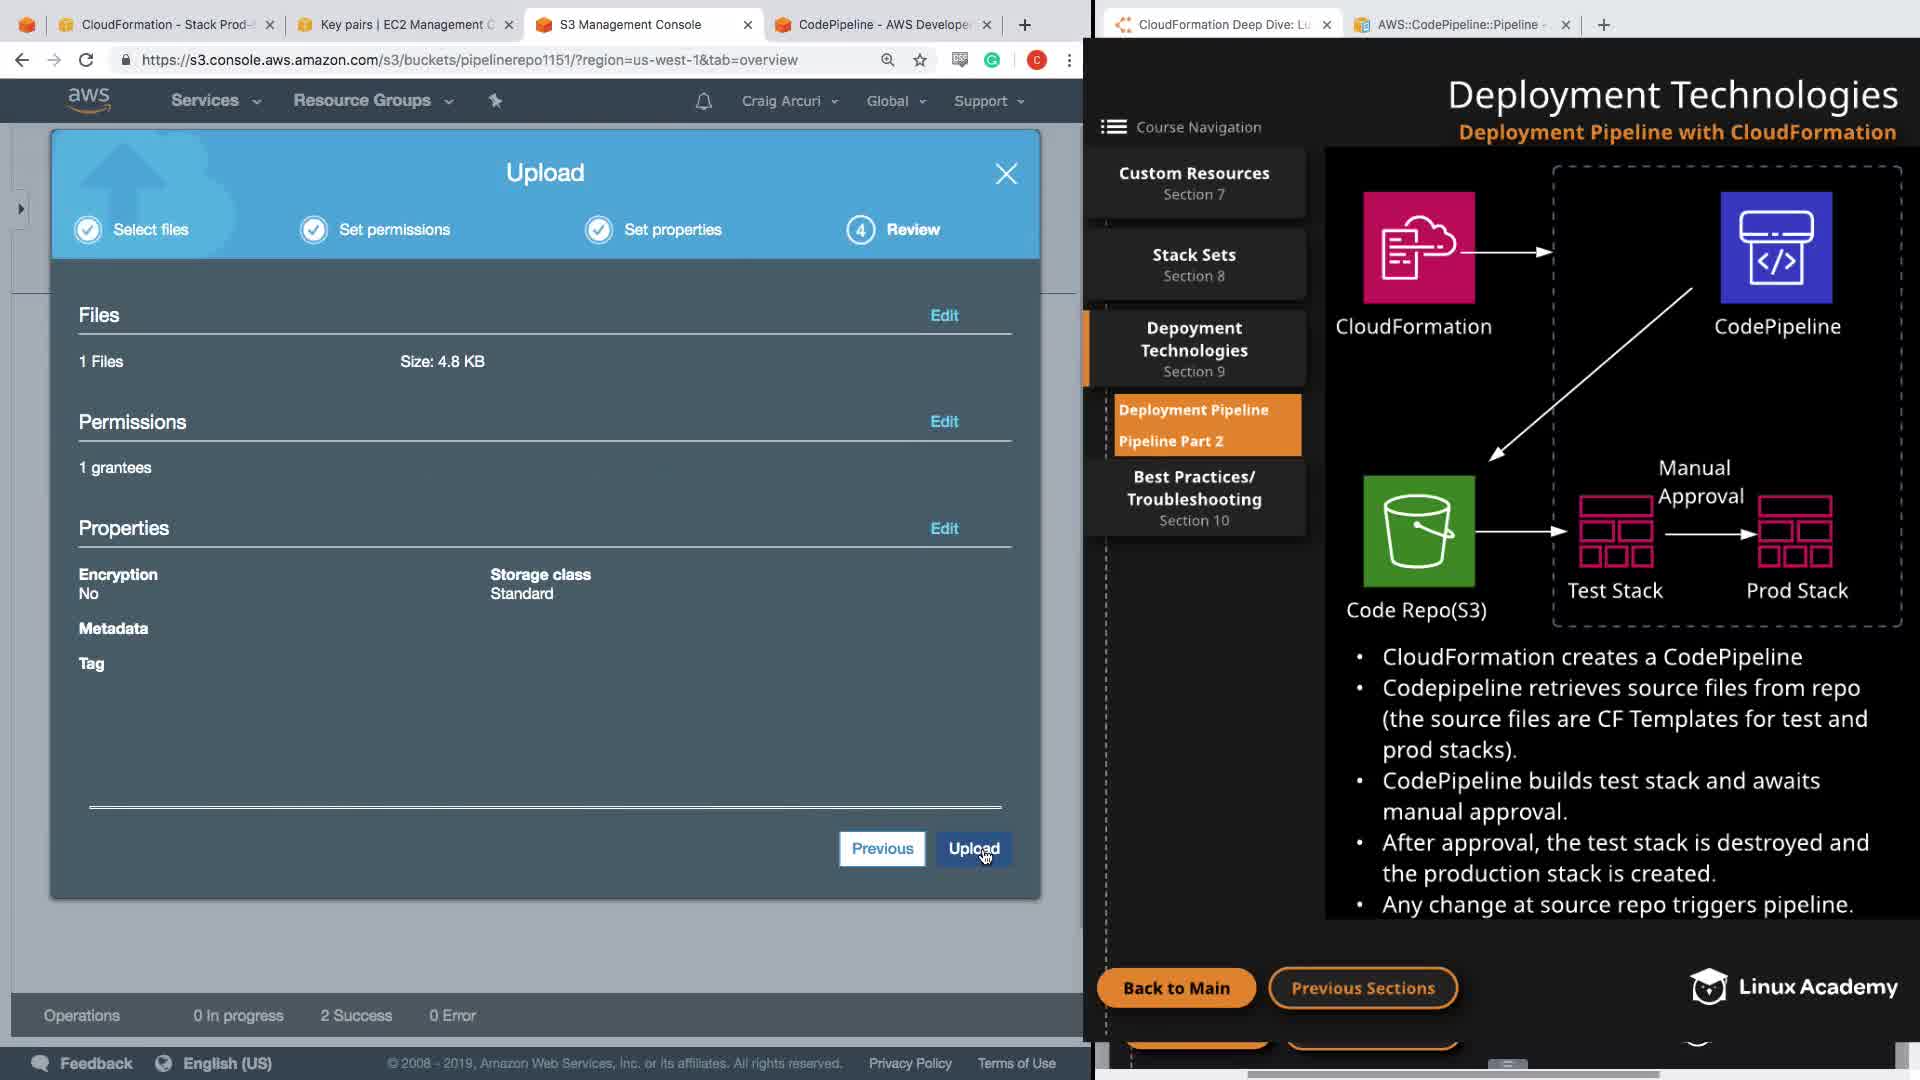 CloudFormation - Stack Prod-
Key pairs | EC2 Management C
S3 Management Console
CodePipeline - AWS Develope
CloudFormation Deep Dive: Lu
AWS::CodePipeline::Pipeline -
https://s3.console.aws.amazon.com/s3/buckets/pipelinerepo1151/?region=us-west-1&tab=overview
C
aws
Services
Resource Groups
Craig Arcuri
Global
Support
Upload
Select files
Set permissions
Set properties
4 Review
Files
Edit
1 Files
Size: 4.8 KB
Permissions
Edit
1 grantees
Properties
Edit
Encryption
No
Storage class
Standard
Metadata
Tag
Previous
Upload
Operations
0 In progress
2 Success
0 Error
Feedback
English (US)
© 2008 - 2019, Amazon Web Services, Inc. or its affiliates. All rights reserved.
Privacy Policy
Terms of Use
Deployment Technologies
Deployment Pipeline with CloudFormation
Course Navigation
Custom Resources
Section 7
Stack Sets
Section 8
Depoyment
Technologies
Section 9
Deployment Pipeline
Pipeline Part 2
Best Practices/
Troubleshooting
Section 10
CloudFormation
CodePipeline
Manual
Approval
Code Repo(S3)
Test Stack
Prod Stack
• CloudFormation creates a CodePipeline
• Codepipeline retrieves source files from repo
(the source files are CF Templates for test and
prod stacks).
• CodePipeline builds test stack and awaits
manual approval.
• After approval, the test stack is destroyed and
the production stack is created.
• Any change at source repo triggers pipeline.
Back to Main
Previous Sections
Linux Academy